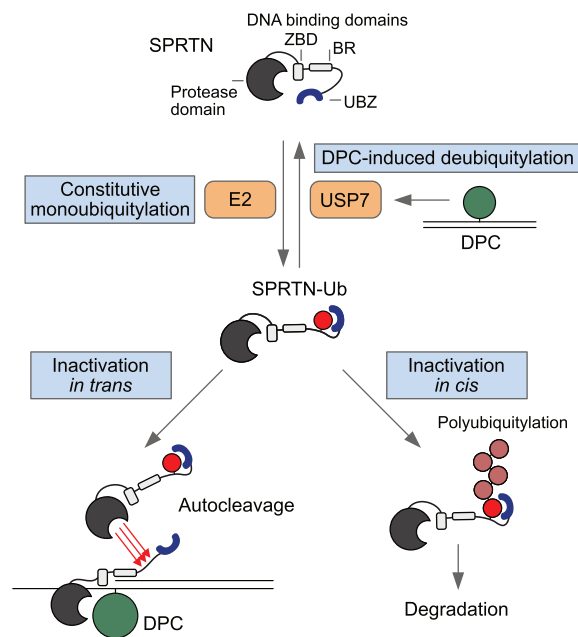 DNA binding domains
SPRTN
ZBD
BR
Protease
domain
UBZ
DPC-induced deubiquitylation
Constitutive
monoubiquitylation
E2
USP7
DPC
SPRTN-Ub
Inactivation
in trans
Inactivation
in cis
Polyubiquitylation
Autocleavage
DPC
Degradation